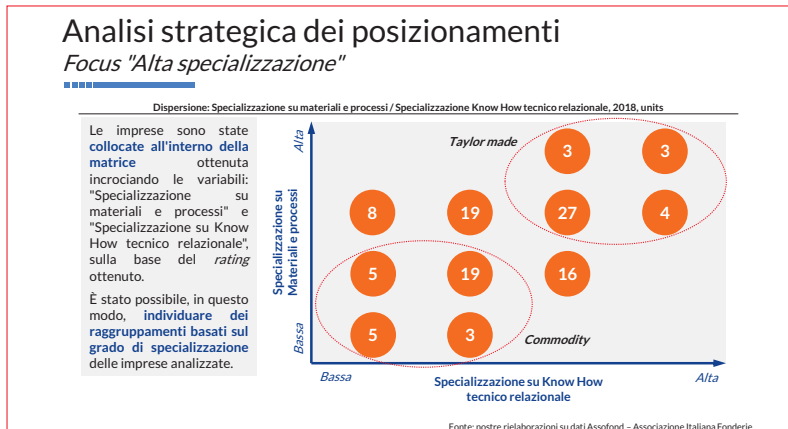 Analisi strategica dei posizionamenti
Focus "Alta specializzazione"
Dispersione: Specializzazione su materiali e processi / Specializzazione Know How tecnico relazionale, 2018, units
Le imprese sono state
collocate all'interno della
matrice ottenuta
incrociando le variabili:
"Specializzazione su
materiali e processi" e
"Specializzazione su Know
How tecnico relazionale",
sulla base del rating
ottenuto.
È stato possibile, in questo
modo, individuare dei
raggruppamenti basati sul
grado di specializzazione
delle imprese analizzate.
Specializzazione su
Materiali e processi
Alta
Bassa
Taylor made
3 3
8 19 27 4
5 19 16
5 3
Commodity
Bassa
Specializzazione su Know How
tecnico relazionale
Alta
Fonte: nostre rielaborazioni su dati Assofond – Associazione Italiana Fonderie